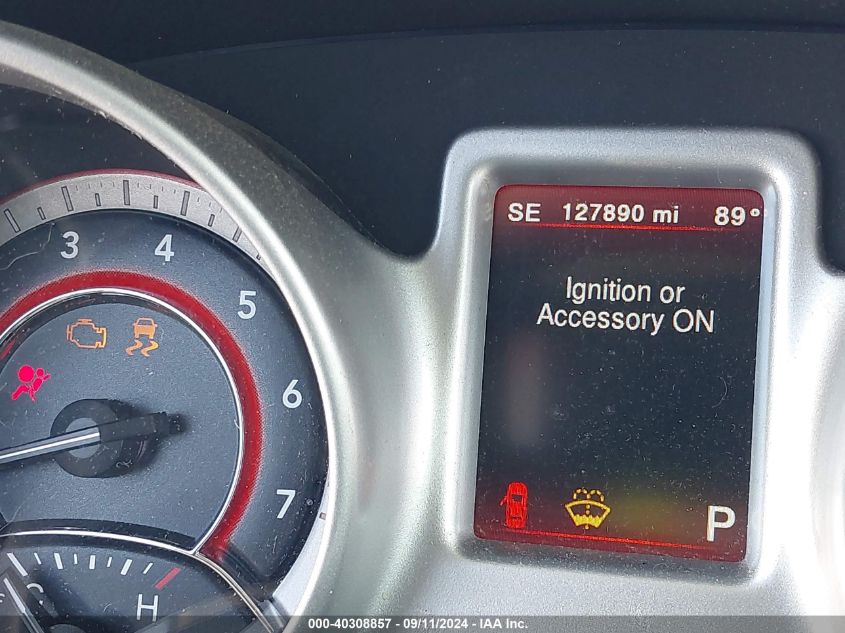 SE 127890 mi 89°
Ignition or
Accessory ON
P
3
4
5
6
7
C
H
000-40308857 - 09/11/2024 - IAA Inc.